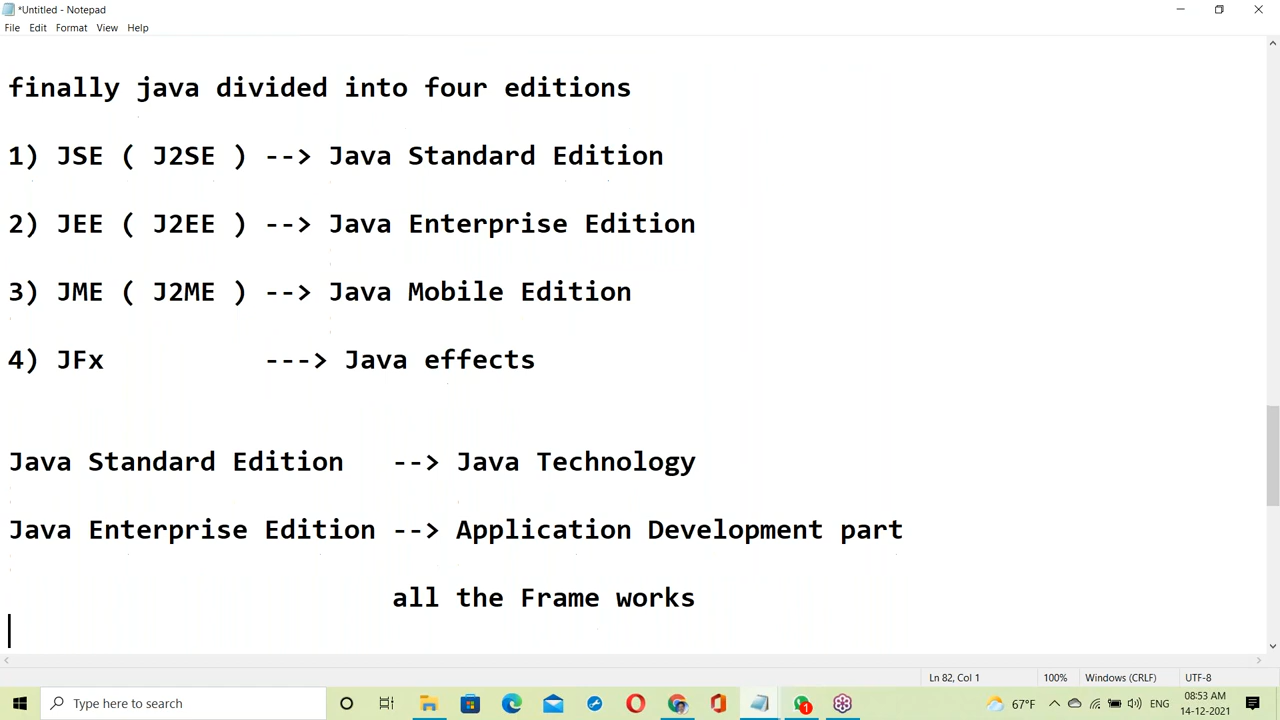 *Untitled - Notepad
File Edit Format View Help
finally java divided into four editions
1) JSE ( J2SE ) --> Java Standard Edition
2) JEE ( J2EE ) --> Java Enterprise Edition
3) JME ( J2ME ) --> Java Mobile Edition
4) JFx ---> Java effects
Java Standard Edition --> Java Technology
Java Enterprise Edition --> Application Development part
all the Frame works
Ln 82, Col 1 100% Windows (CRLF) UTF-8
Type here to search 1 67°F ENG 08:53 AM
14-12-2021